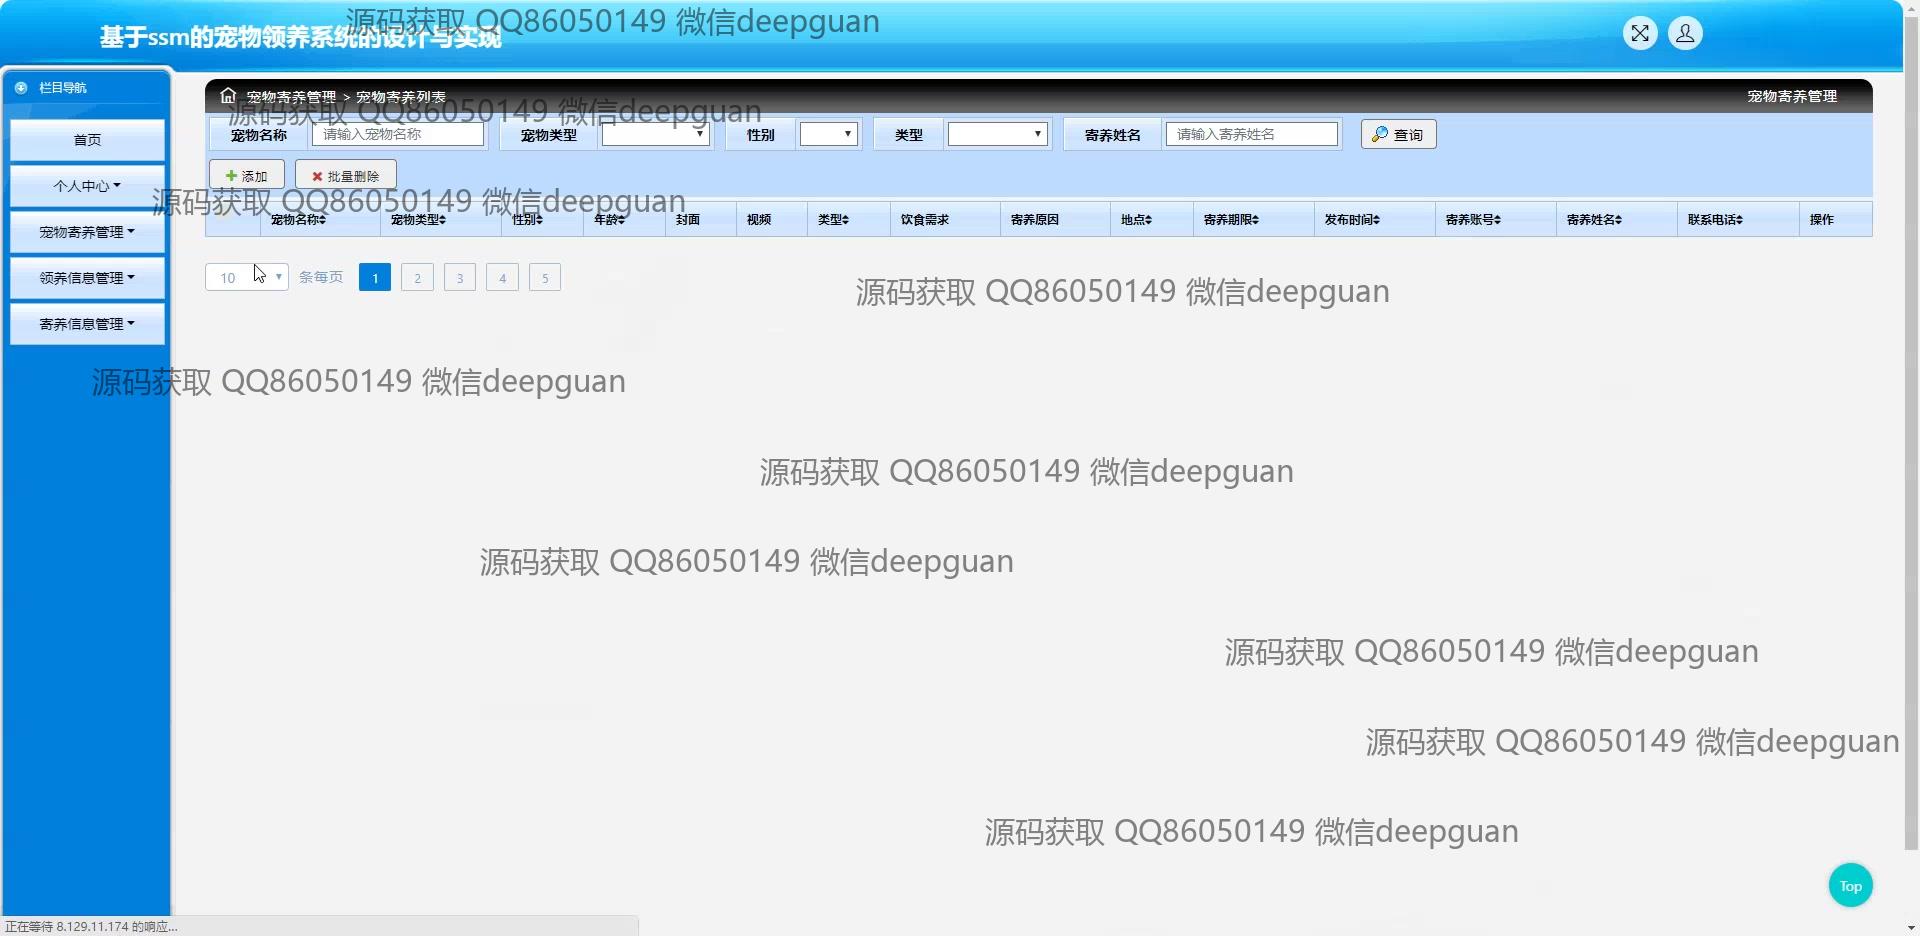 基于ssm的宠物领养系统的设计与实现
源码获取 QQ86050149 微信deepguan
栏目导航
首页
个人中心
宠物寄养管理
领养信息管理
寄养信息管理
宠物寄养管理 > 宠物寄养列表
宠物寄养管理
源码获取 QQ86050149 微信deepguan
宠物名称 请输入宠物名称 宠物类型 性别 类型 寄养姓名 请输入寄养姓名 查询
添加 批量删除
源码获取 QQ86050149 微信deepguan
宠物名称 宠物类型 性别 年龄 封面 视频 类型 饮食需求 寄养原因 地点 寄养期限 发布时间 寄养账号 寄养姓名 联系电话 操作
10 条每页 1 2 3 4 5
源码获取 QQ86050149 微信deepguan
源码获取 QQ86050149 微信deepguan
源码获取 QQ86050149 微信deepguan
源码获取 QQ86050149 微信deepguan
源码获取 QQ86050149 微信deepguan
源码获取 QQ86050149 微信deepguan
源码获取 QQ86050149 微信deepguan
Top
正在等待 8.129.11.174 的响应...